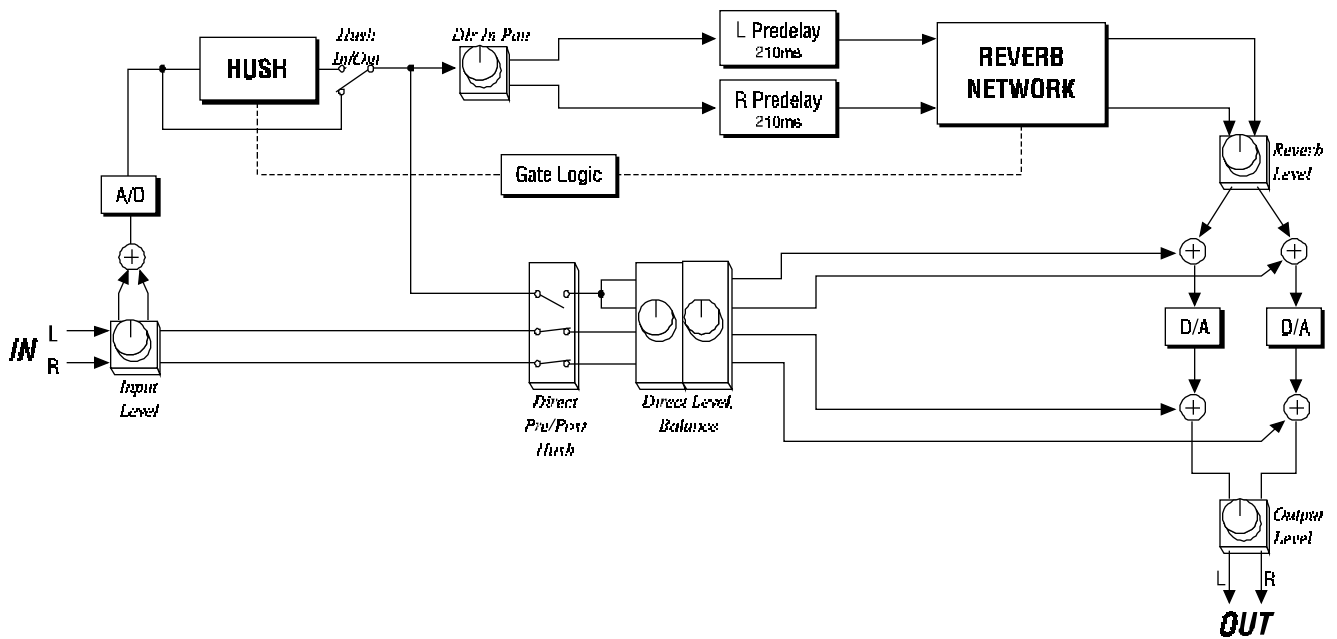 Hush
In/Out
HUSH
Dir In Pan
L Predelay
210ms
R Predelay
210ms
REVERB
NETWORK
Gate Logic
Reverb
Level
A/D
IN
L
R
Input
Level
Direct
Pre/Post
Hush
Direct Level,
Balance
D/A
D/A
Output
Level
L
R
OUT